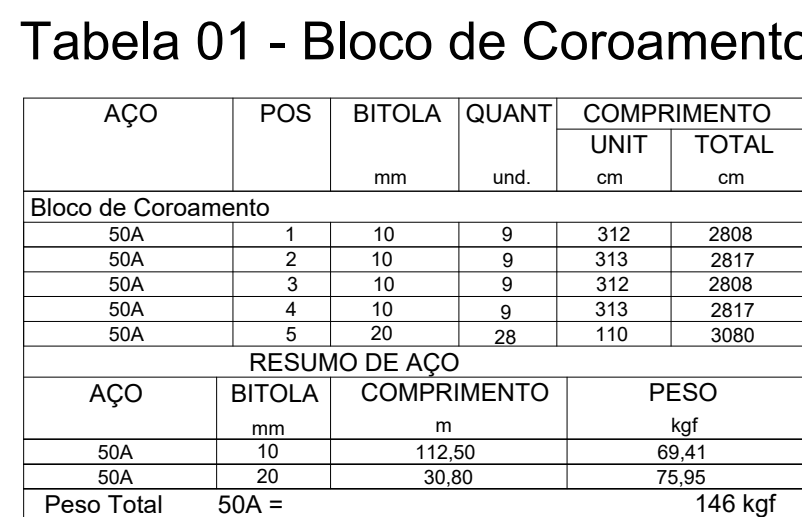 Tabela 01 - Bloco de Coroamento
AÇO POS BITOLA QUANT COMPRIMENTO
UNIT TOTAL
mm und. cm cm
Bloco de Coroamento
50A 1 10 9 312 2808
50A 2 10 9 313 2817
50A 3 10 9 312 2808
50A 4 10 9 313 2817
50A 5 20 28 110 3080
RESUMO DE AÇO
AÇO BITOLA COMPRIMENTO PESO
mm m kgf
50A 10 112,50 69,41
50A 20 30,80 75,95
Peso Total 50A = 146 kgf